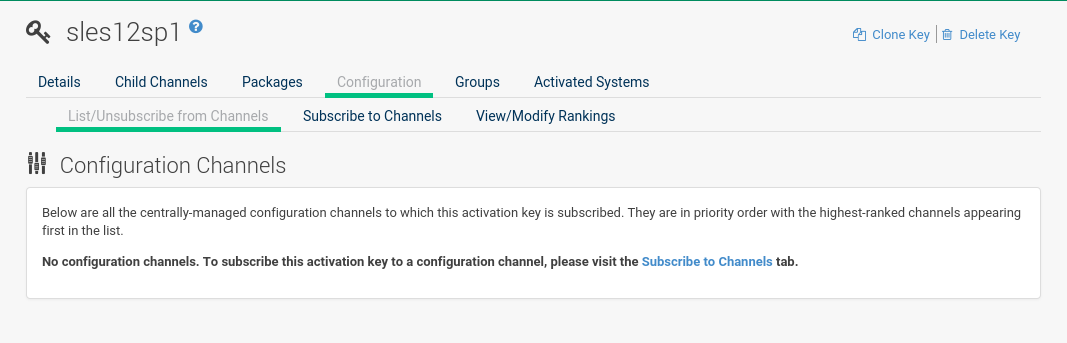 sles12sp1 ?
Clone Key | Delete Key
Details Child Channels Packages Configuration Groups Activated Systems
List/Unsubscribe from Channels Subscribe to Channels View/Modify Rankings
Configuration Channels
Below are all the centrally-managed configuration channels to which this activation key is subscribed. They are in priority order with the highest-ranked channels appearing
first in the list.
No configuration channels. To subscribe this activation key to a configuration channel, please visit the Subscribe to Channels tab.